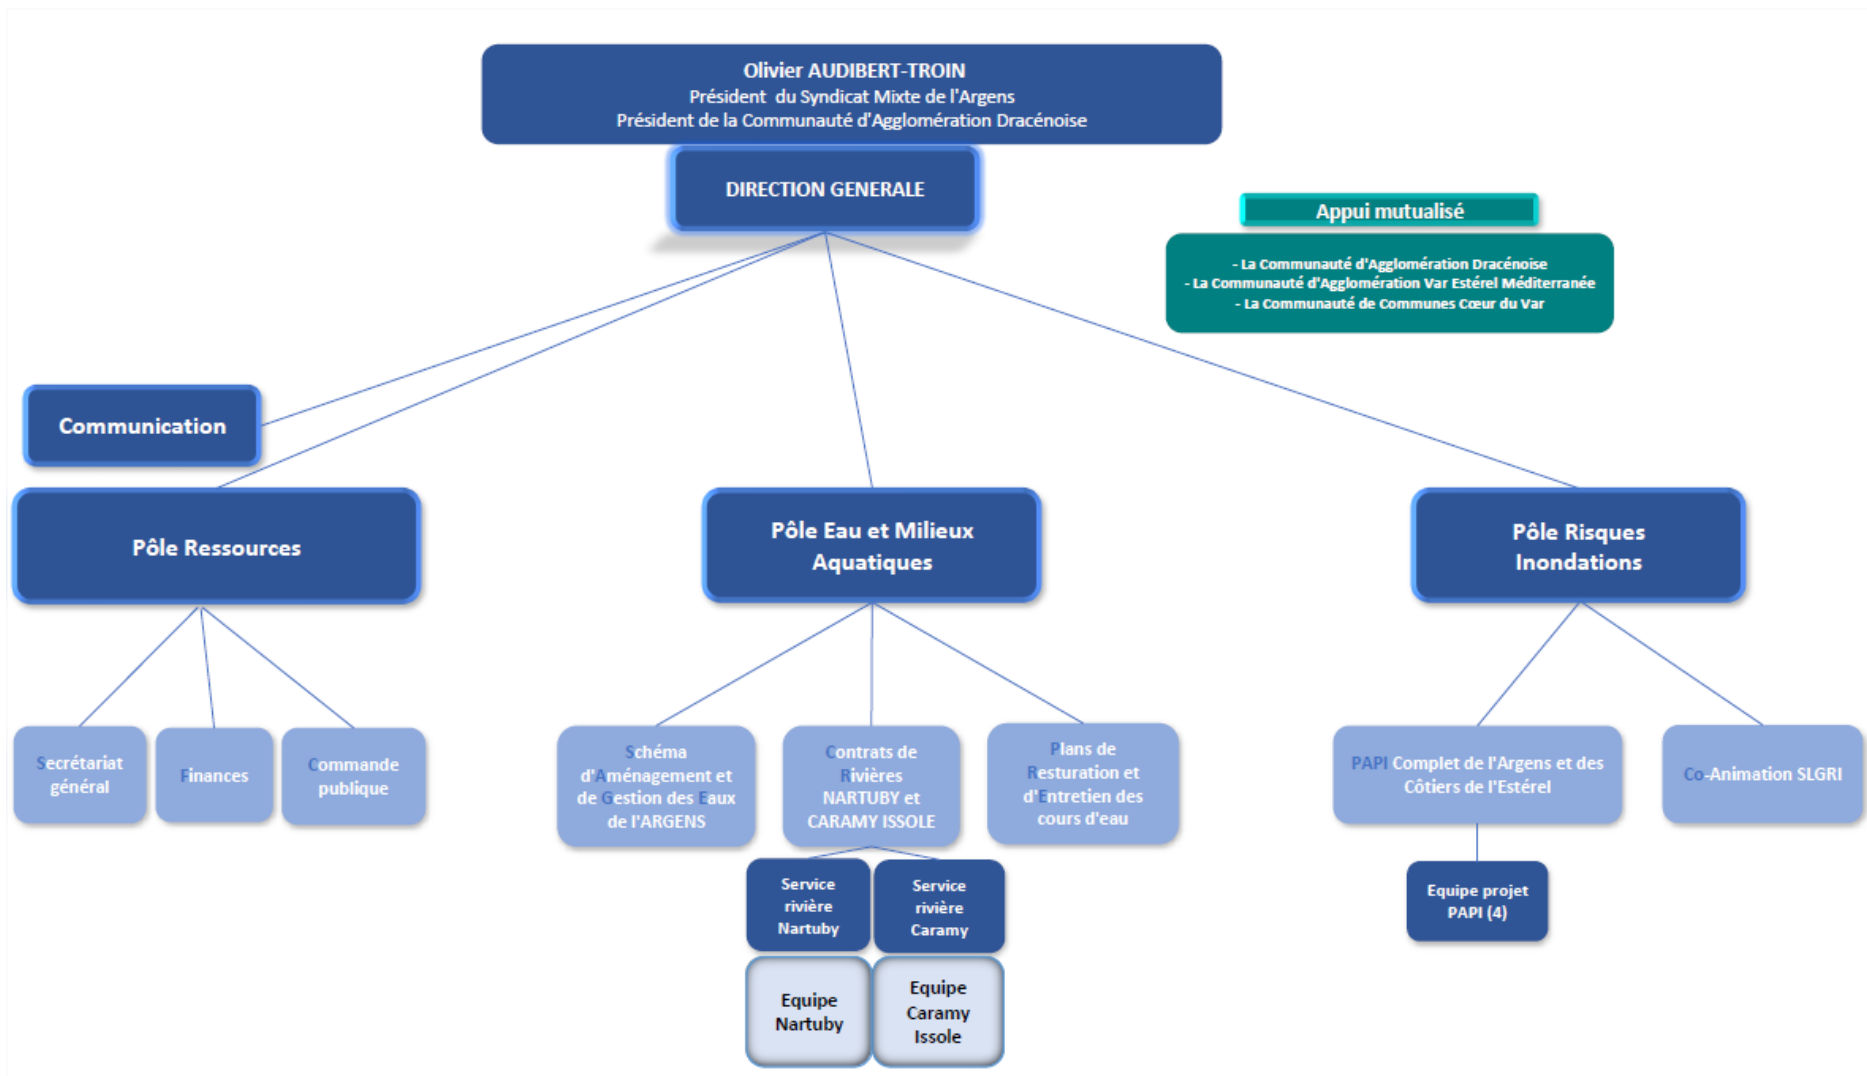 Olivier AUDIBERT-TROIN
Président du Syndicat Mixte de l'Argens
Président de la Communauté d'Agglomération Dracénoise
DIRECTION GENERALE
Appui mutualisé
- La Communauté d'Agglomération Dracénoise
- La Communauté d'Agglomération Var Estérel Méditerranée
- La Communauté de Communes Cœur du Var
Communication
Pôle Ressources
Pôle Eau et Milieux
Aquatiques
Pôle Risques
Inondations
Secrétariat
général
Finances
Commande
publique
Schéma
d'Aménagement et
de Gestion des Eaux
de l'ARGENS
Contrats de
Rivières
NARTUBY et
CARAMY ISSOLE
Plans de
Resturation et
d'Entretien des
cours d'eau
PAPI Complet de l'Argens et des
Côtiers de l'Estérel
Co-Animation SLGRI
Service
rivière
Nartuby
Service
rivière
Caramy
Equipe projet
PAPI (4)
Equipe
Nartuby
Equipe
Caramy
Issole